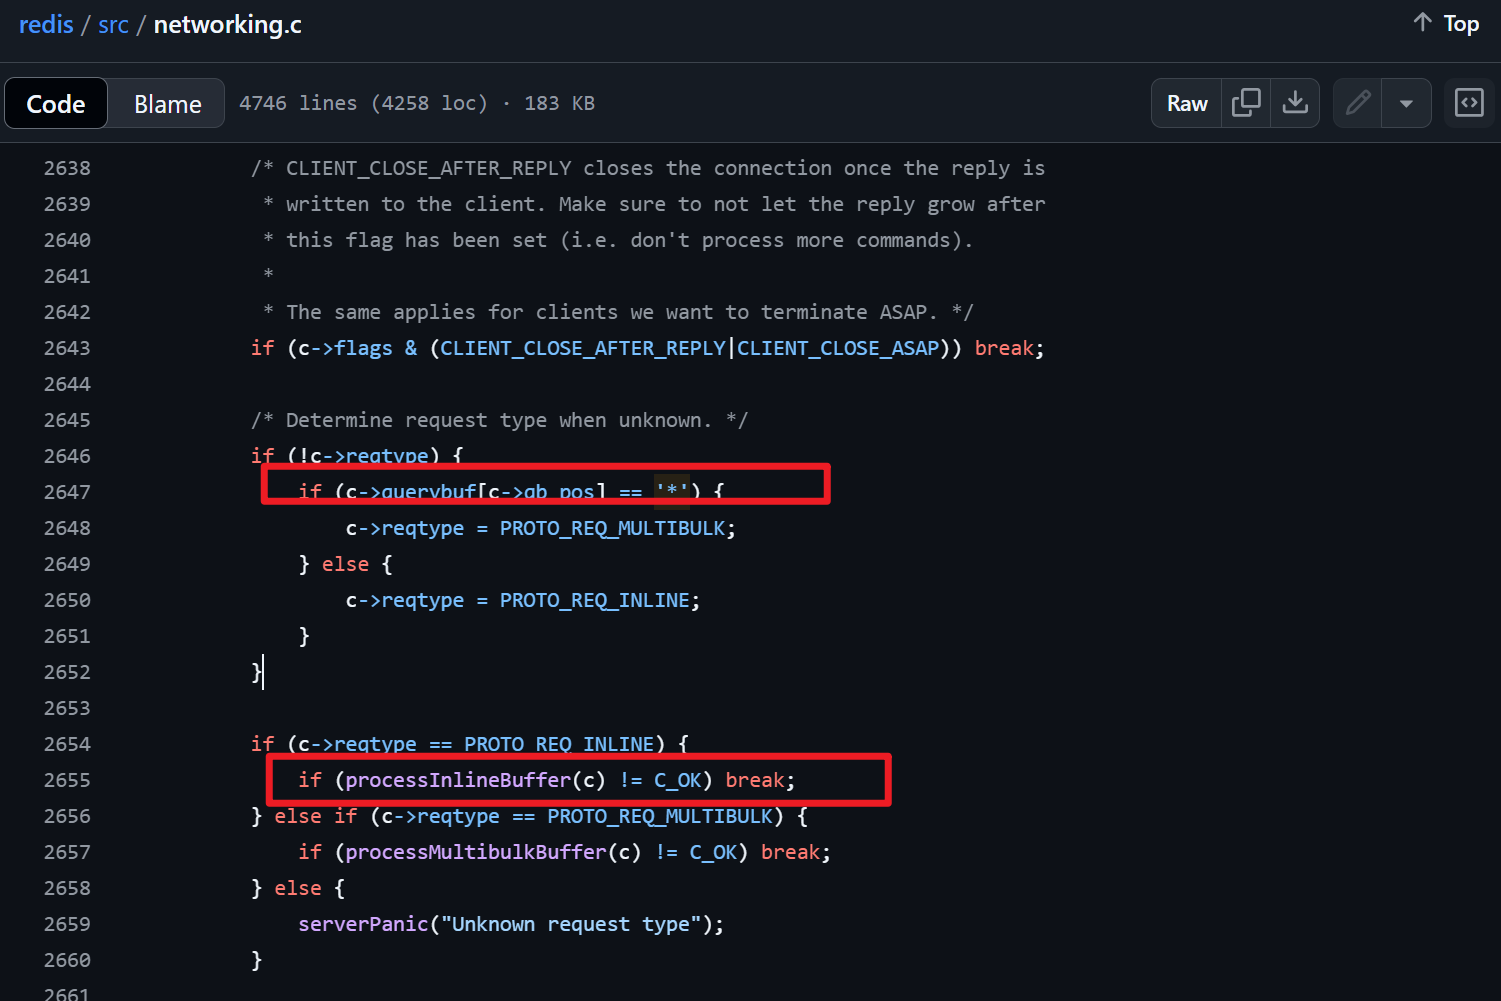 redis / src / networking.c
Top
Code Blame 4746 lines (4258 loc) · 183 KB
Raw
2638 /* CLIENT_CLOSE_AFTER_REPLY closes the connection once the reply is
2639 * written to the client. Make sure to not let the reply grow after
2640 * this flag has been set (i.e. don't process more commands).
2641 *
2642 * The same applies for clients we want to terminate ASAP. */
2643 if (c->flags & (CLIENT_CLOSE_AFTER_REPLY|CLIENT_CLOSE_ASAP)) break;
2644
2645 /* Determine request type when unknown. */
2646 if (!c->reqtype) {
2647 if (c->querybuf[c->qb_pos] == '*') {
2648 c->reqtype = PROTO_REQ_MULTIBULK;
2649 } else {
2650 c->reqtype = PROTO_REQ_INLINE;
2651 }
2652 }
2653
2654 if (c->reqtype == PROTO_REQ_INLINE) {
2655 if (processInlineBuffer(c) != C_OK) break;
2656 } else if (c->reqtype == PROTO_REQ_MULTIBULK) {
2657 if (processMultibulkBuffer(c) != C_OK) break;
2658 } else {
2659 serverPanic("Unknown request type");
2660 }
2661